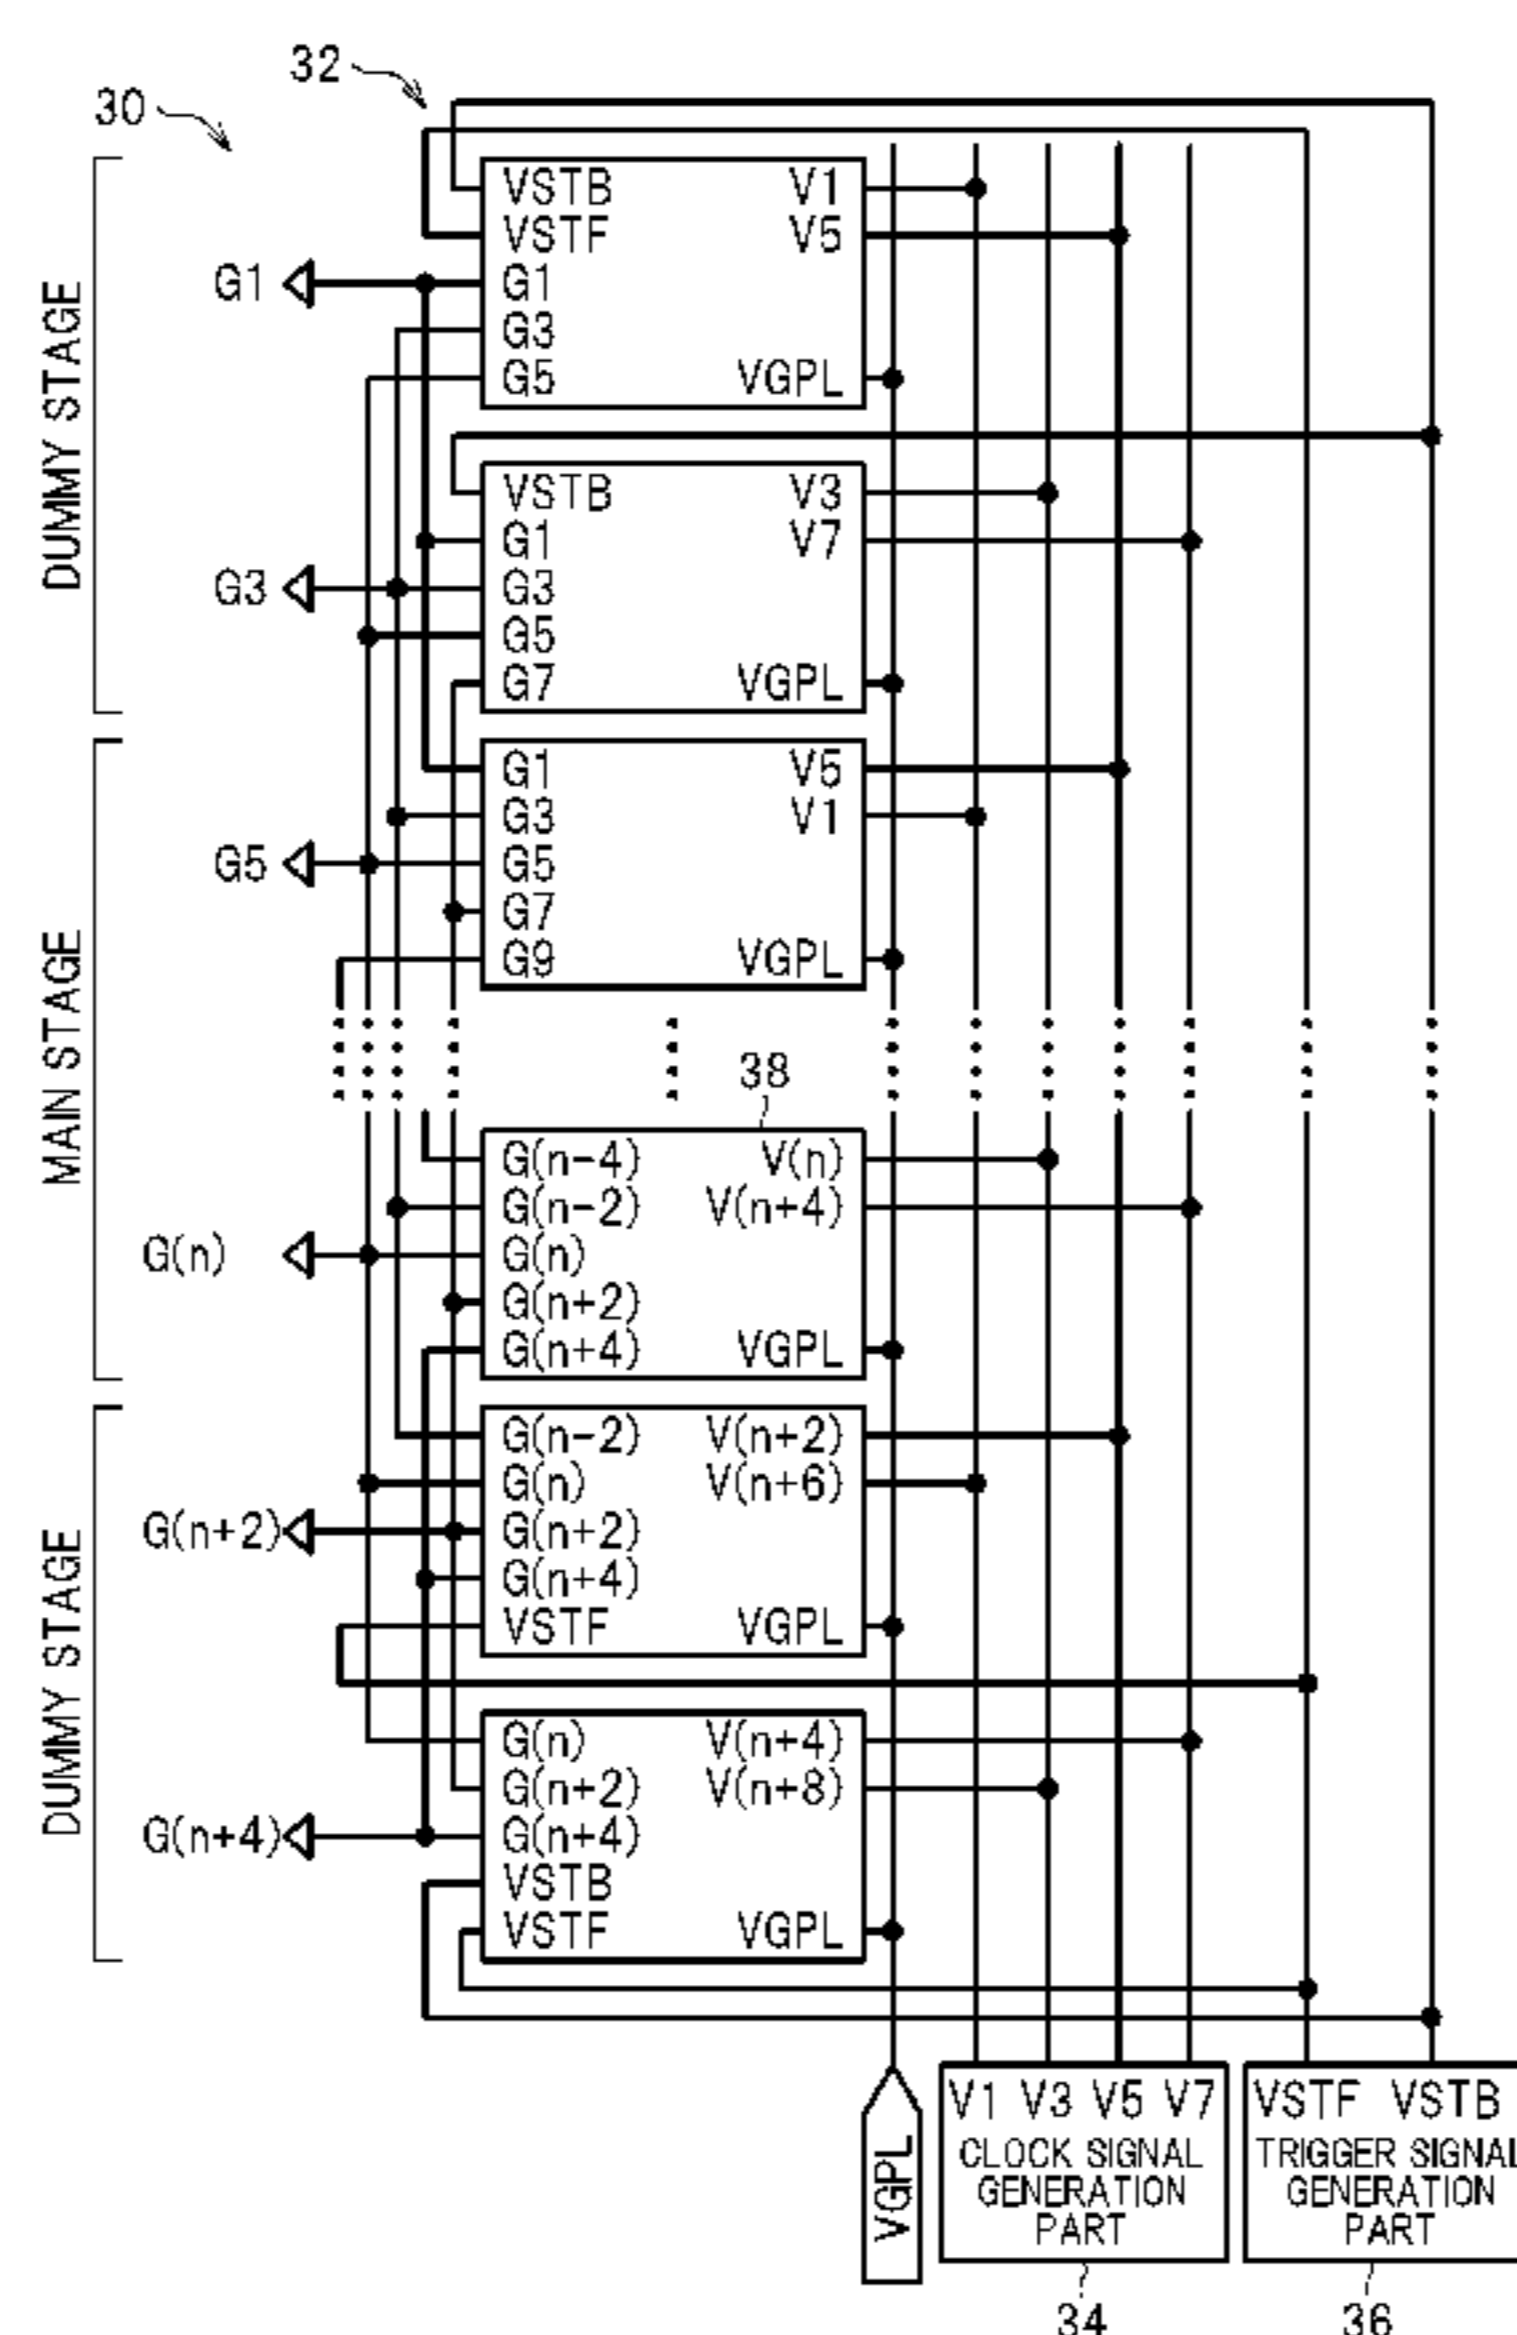 32
30
DUMMY STAGE
VSTB V1
VSTF V5
G1 G1
G3
G5 VGPL
VSTB V3
G1 V7
G3 G3
G5
G7 VGPL
MAIN STAGE
G1 V5
G3 V1
G5 G5
G7
G9 VGPL
38
G(n-4) V(n)
G(n-2) V(n+4)
G(n) G(n)
G(n+2)
G(n+4) VGPL
DUMMY STAGE
G(n-2) V(n+2)
G(n) V(n+6)
G(n+2) G(n+2)
G(n+4)
VSTF VGPL
G(n) V(n+4)
G(n+2) V(n+8)
G(n+4) G(n+4)
VSTB
VSTF VGPL
VGPL
V1 V3 V5 V7
CLOCK SIGNAL
GENERATION
PART
34
VSTF VSTB
TRIGGER SIGNAL
GENERATION
PART
36